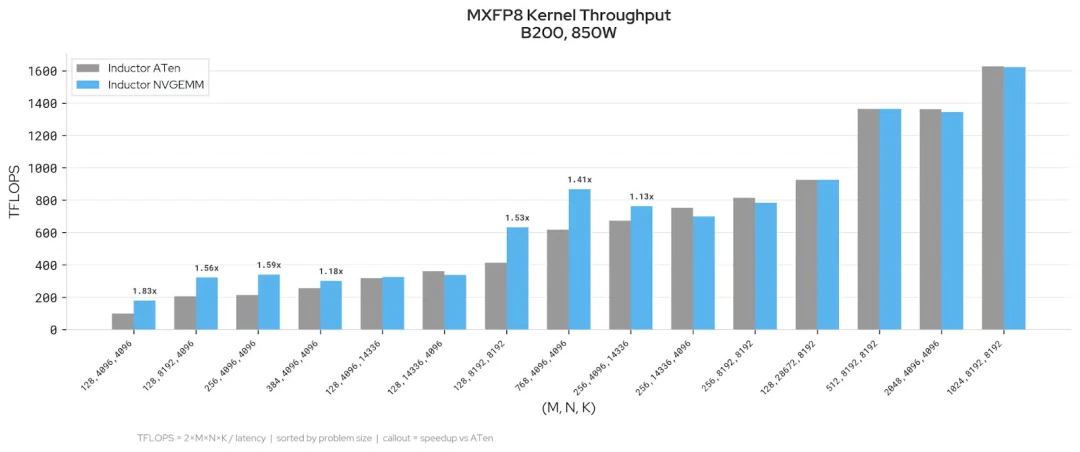 MXFP8 Kernel Throughput
B200, 850W
Inductor ATen
Inductor NVGEMM
TFLOPS
1600
1400
1200
1000
800
600
400
200
0
1.83x
1.56x
1.59x
1.18x
1.53x
1.41x
1.13x
128,4096,4096
128,8192,4096
256,4096,4096
384,4096,4096
128,4096,14336
128,14336,4096
128,8192,8192
768,4096,4096
256,4096,14336
256,14336,4096
256,8192,8192
128,28672,8192
512,8192,8192
2048,4096,4096
1024,8192,8192
(M, N, K)
TFLOPS = 2×M×N×K / latency | sorted by problem size | callout = speedup vs ATen